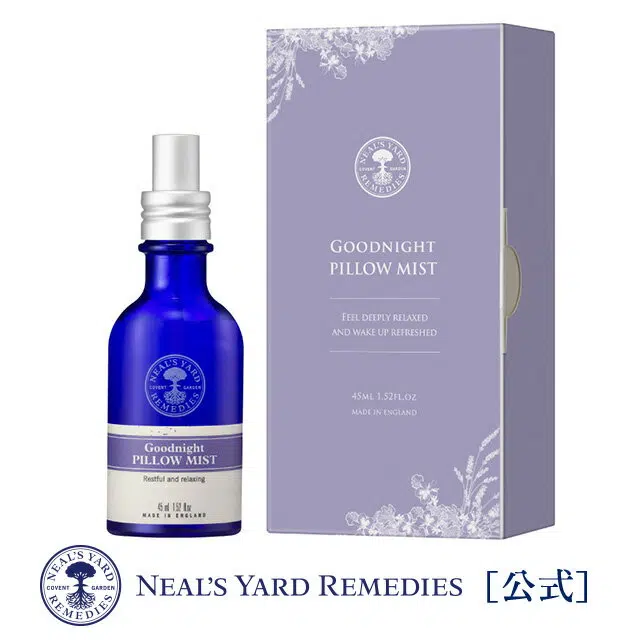 NEAL'S YARD
COVENT GARDEN
REMEDIES
GOODNIGHT
PILLOW MIST
FEEL DEEPLY RELAXED
AND WAKE UP REFRESHED
45ML 1.52FL.OZ
MADE IN ENGLAND
NEAL'S YARD
COVENT GARDEN
REMEDIES
Goodnight
PILLOW MIST
Restful and relaxing
45 ml 1.52 fl.oz
MADE IN ENGLAND
NEAL'S YARD
COVENT GARDEN
REMEDIES
NEAL'S YARD REMEDIES [公式]